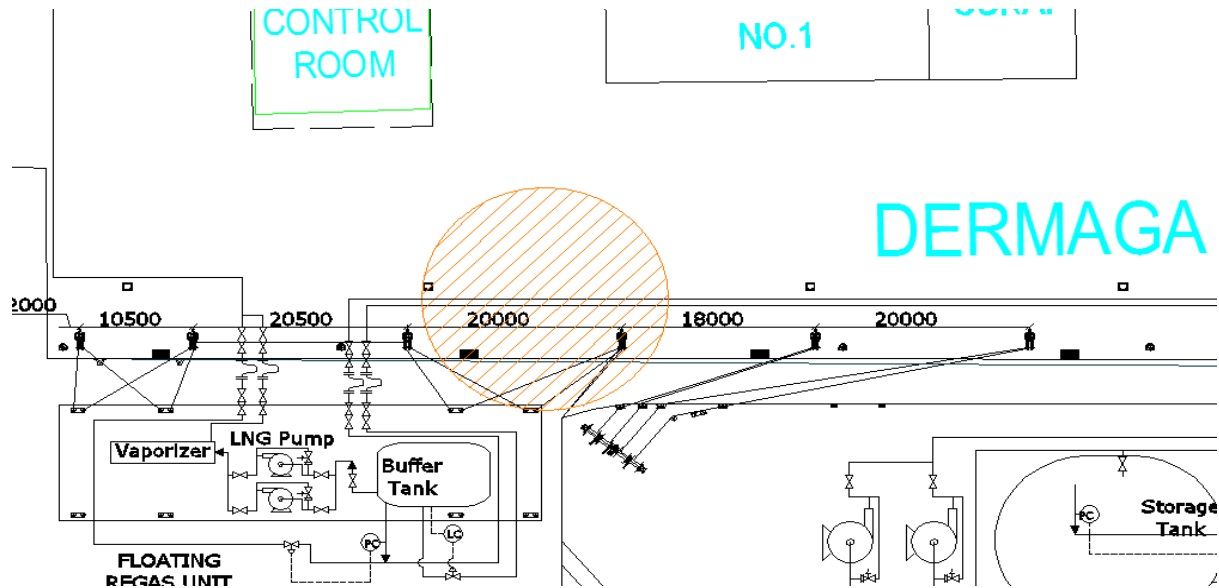 CONTROL
ROOM
NO.1
DERMAGA
2000
10500
20500
20000
18000
20000
Vaporizer
LNG Pump
Buffer
Tank
PC
LC
PC
Storage
Tank
FLOATING
REGAS UNIT